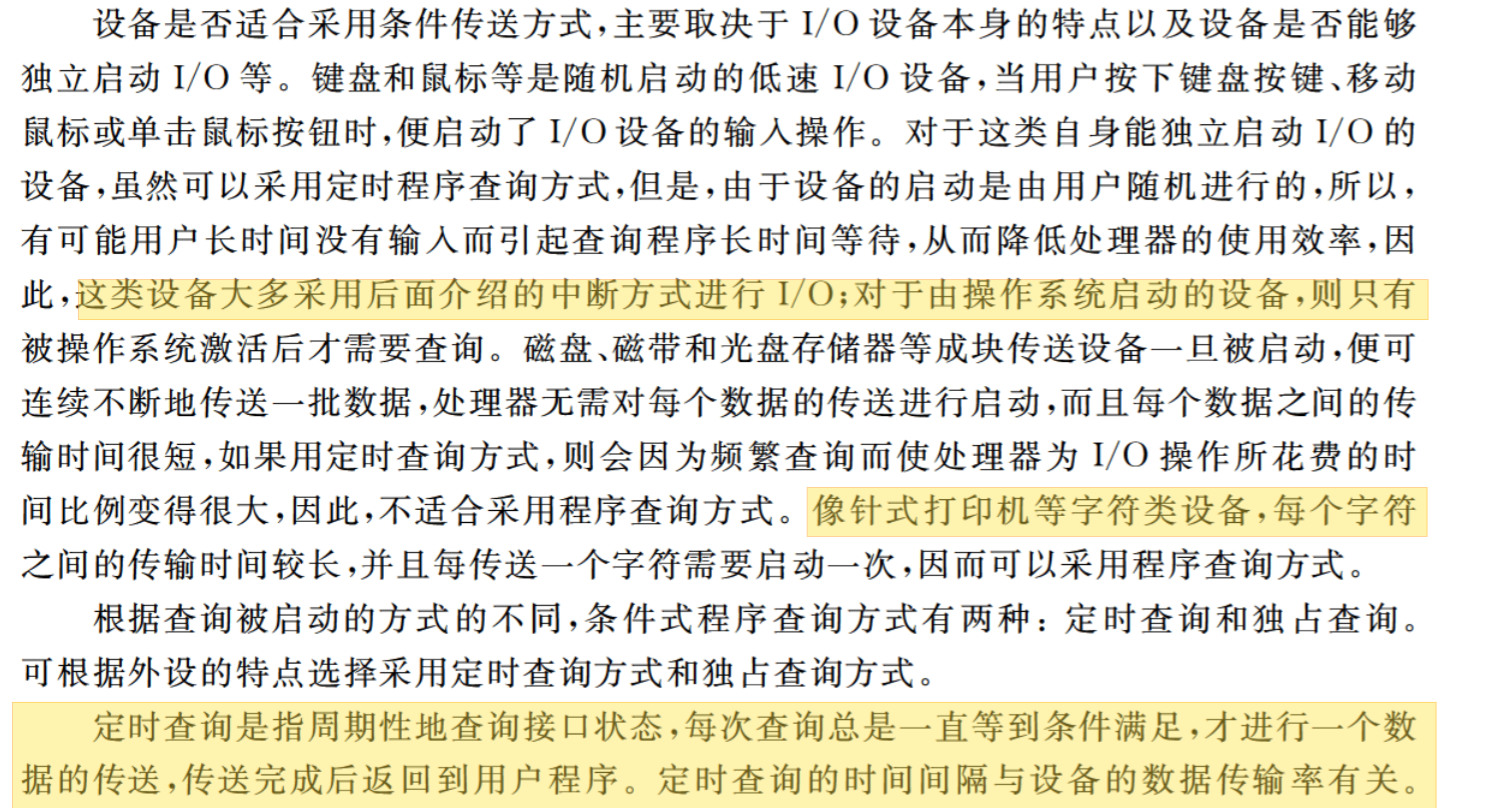 设备是否适合采用条件传送方式,主要取决于 I/O 设备本身的特点以及设备是否能够
独立启动 I/O 等。键盘和鼠标等是随机启动的低速 I/O 设备,当用户按下键盘按键、移动
鼠标或单击鼠标按钮时,便启动了 I/O 设备的输入操作。对于这类自身能独立启动 I/O 的
设备,虽然可以采用定时程序查询方式,但是,由于设备的启动是由用户随机进行的,所以,
有可能用户长时间没有输入而引起查询程序长时间等待,从而降低处理器的使用效率,因
此,这类设备大多采用后面介绍的中断方式进行 I/O;对于由操作系统启动的设备,则只有
被操作系统激活后才需要查询。磁盘、磁带和光盘存储器等成块传送设备一旦被启动,便可
连续不断地传送一批数据,处理器无需对每个数据的传送进行启动,而且每个数据之间的传
输时间很短,如果用定时查询方式,则会因为频繁查询而使处理器为 I/O 操作所花费的时
间比例变得很大,因此,不适合采用程序查询方式。像针式打印机等字符类设备,每个字符
之间的传输时间较长,并且每传送一个字符需要启动一次,因而可以采用程序查询方式。
根据查询被启动的方式的不同,条件式程序查询方式有两种: 定时查询和独占查询。
可根据外设的特点选择采用定时查询方式和独占查询方式。
定时查询是指周期性地查询接口状态,每次查询总是一直等到条件满足,才进行一个数
据的传送,传送完成后返回到用户程序。定时查询的时间间隔与设备的数据传输率有关。